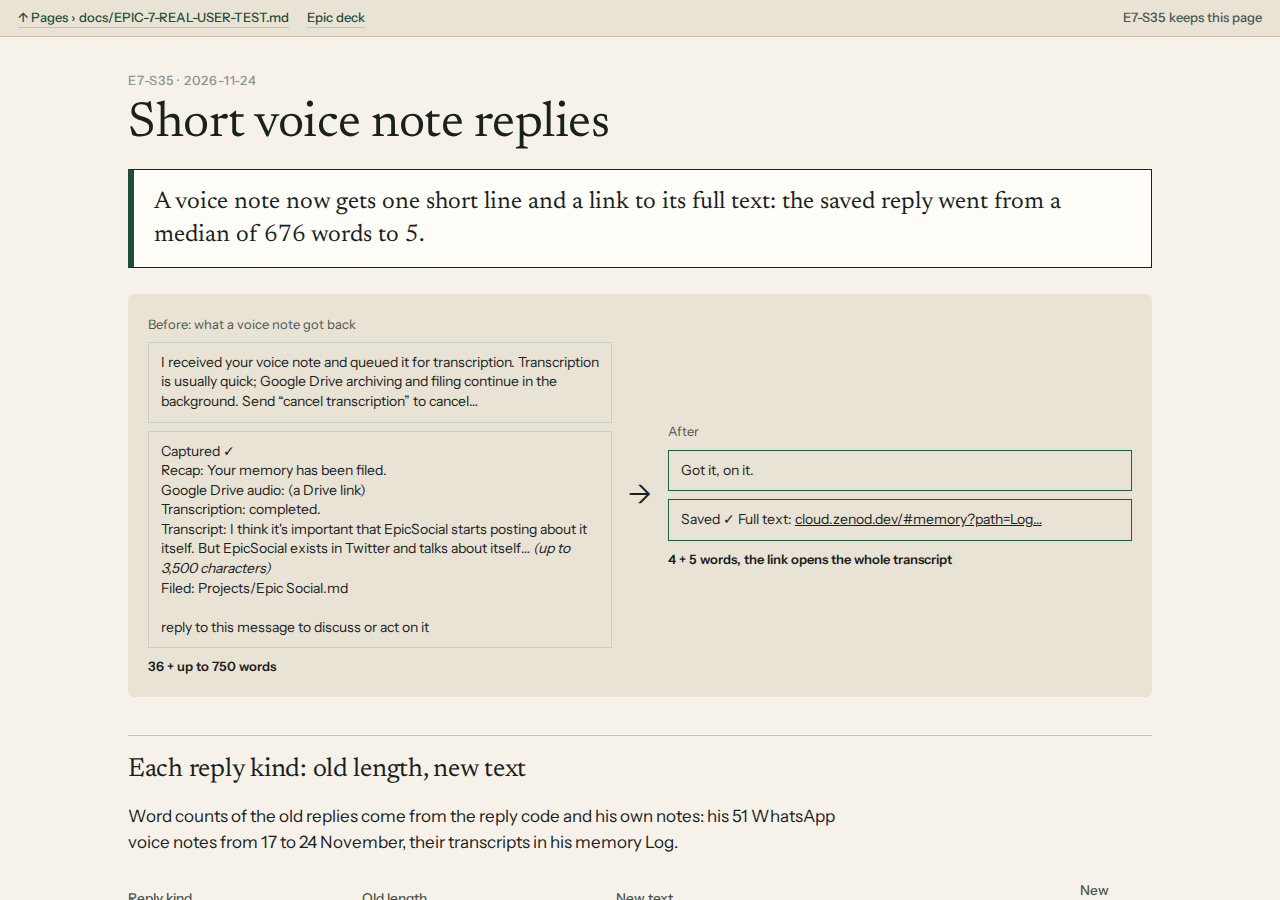 ↑ Pages › docs/EPIC-7-REAL-USER-TEST.md Epic deck E7-S35 keeps this page
E7-S35 · 2026-11-24
Short voice note replies
A voice note now gets one short line and a link to its full text: the saved reply went from a
median of 676 words to 5.
Before: what a voice note got back
I received your voice note and queued it for transcription. Transcription
is usually quick; Google Drive archiving and filing continue in the
background. Send “cancel transcription” to cancel…
Captured ✓
Recap: Your memory has been filed.
Google Drive audio: (a Drive link)
Transcription: completed.
Transcript: I think it's important that EpicSocial starts posting about it
itself. But EpicSocial exists in Twitter and talks about itself… (up to
3,500 characters)
Filed: Projects/Epic Social.md
reply to this message to discuss or act on it
36 + up to 750 words
→
After
Got it, on it.
Saved ✓ Full text: cloud.zenod.dev/#memory?path=Log…
4 + 5 words, the link opens the whole transcript
Each reply kind: old length, new text
Word counts of the old replies come from the reply code and his own notes: his 51 WhatsApp
voice notes from 17 to 24 November, their transcripts in his memory Log.
Reply kind Old length New text New